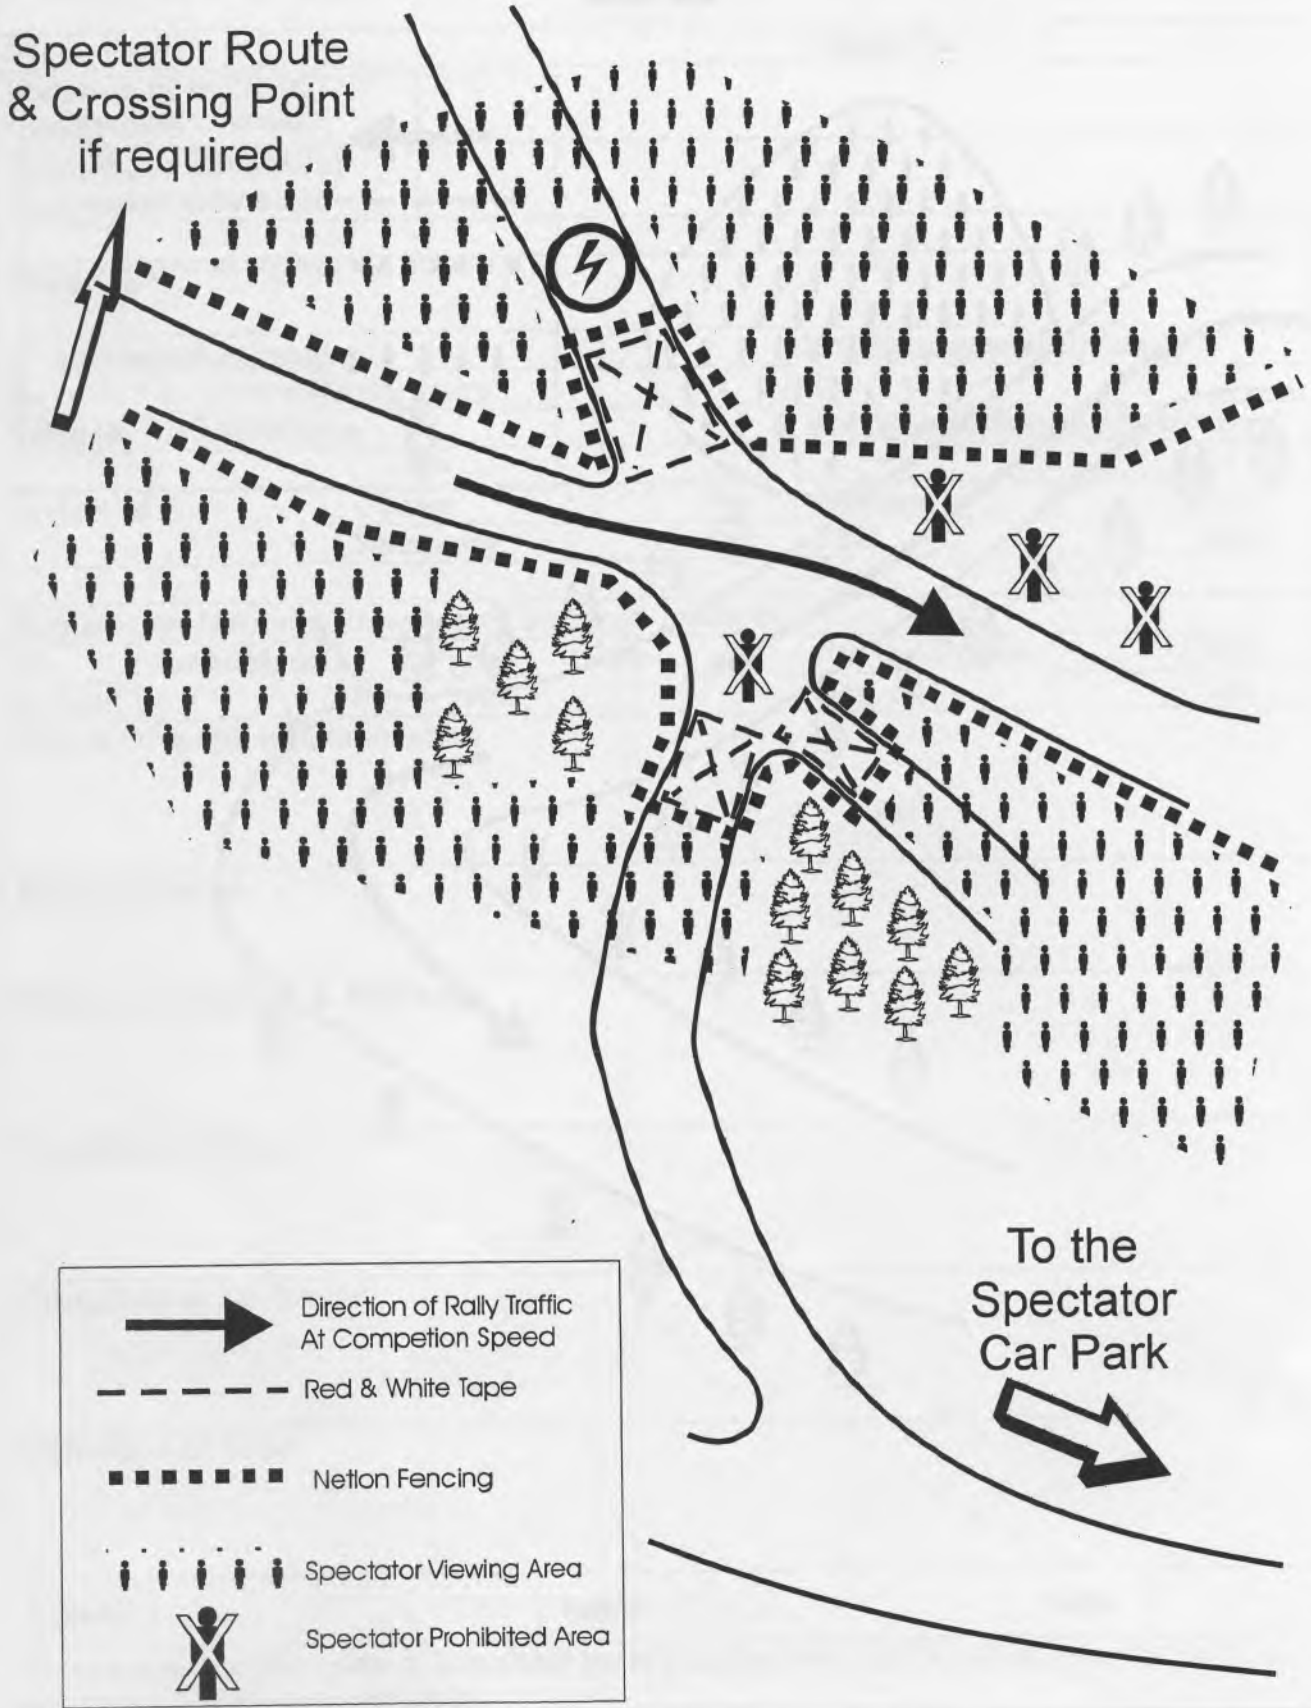 Spectator Route
& Crossing Point
if required
To the
Spectator
Car Park
Direction of Rally Traffic
At Competion Speed
Red & White Tape
Netlon Fencing
Spectator Viewing Area
Spectator Prohibited Area